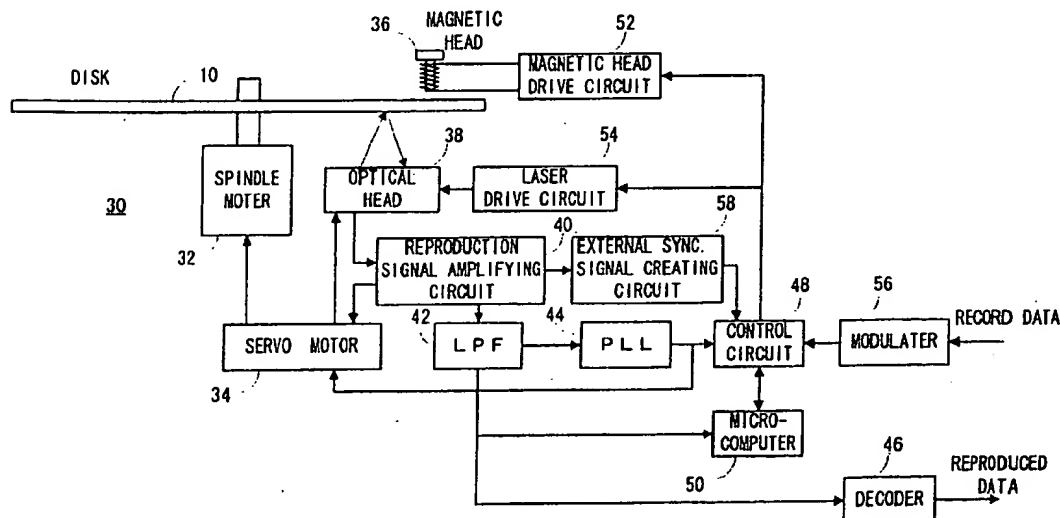 36
MAGNETIC
HEAD
52
MAGNETIC HEAD
DRIVE CIRCUIT
DISK
10
38
54
SPINDLE
MOTER
OPTICAL
HEAD
LASER
DRIVE CIRCUIT
30
58
32
REPRODUCTION
SIGNAL AMPLIFYING
CIRCUIT
40
EXTERNAL SYNC.
SIGNAL CREATING
CIRCUIT
48
56
42
44
SERVO MOTOR
LPF
PLL
CONTROL
CIRCUIT
MODULATER
RECORD DATA
34
MICRO-
COMPUTER
50
46
DECODER
REPRODUCED
DATA